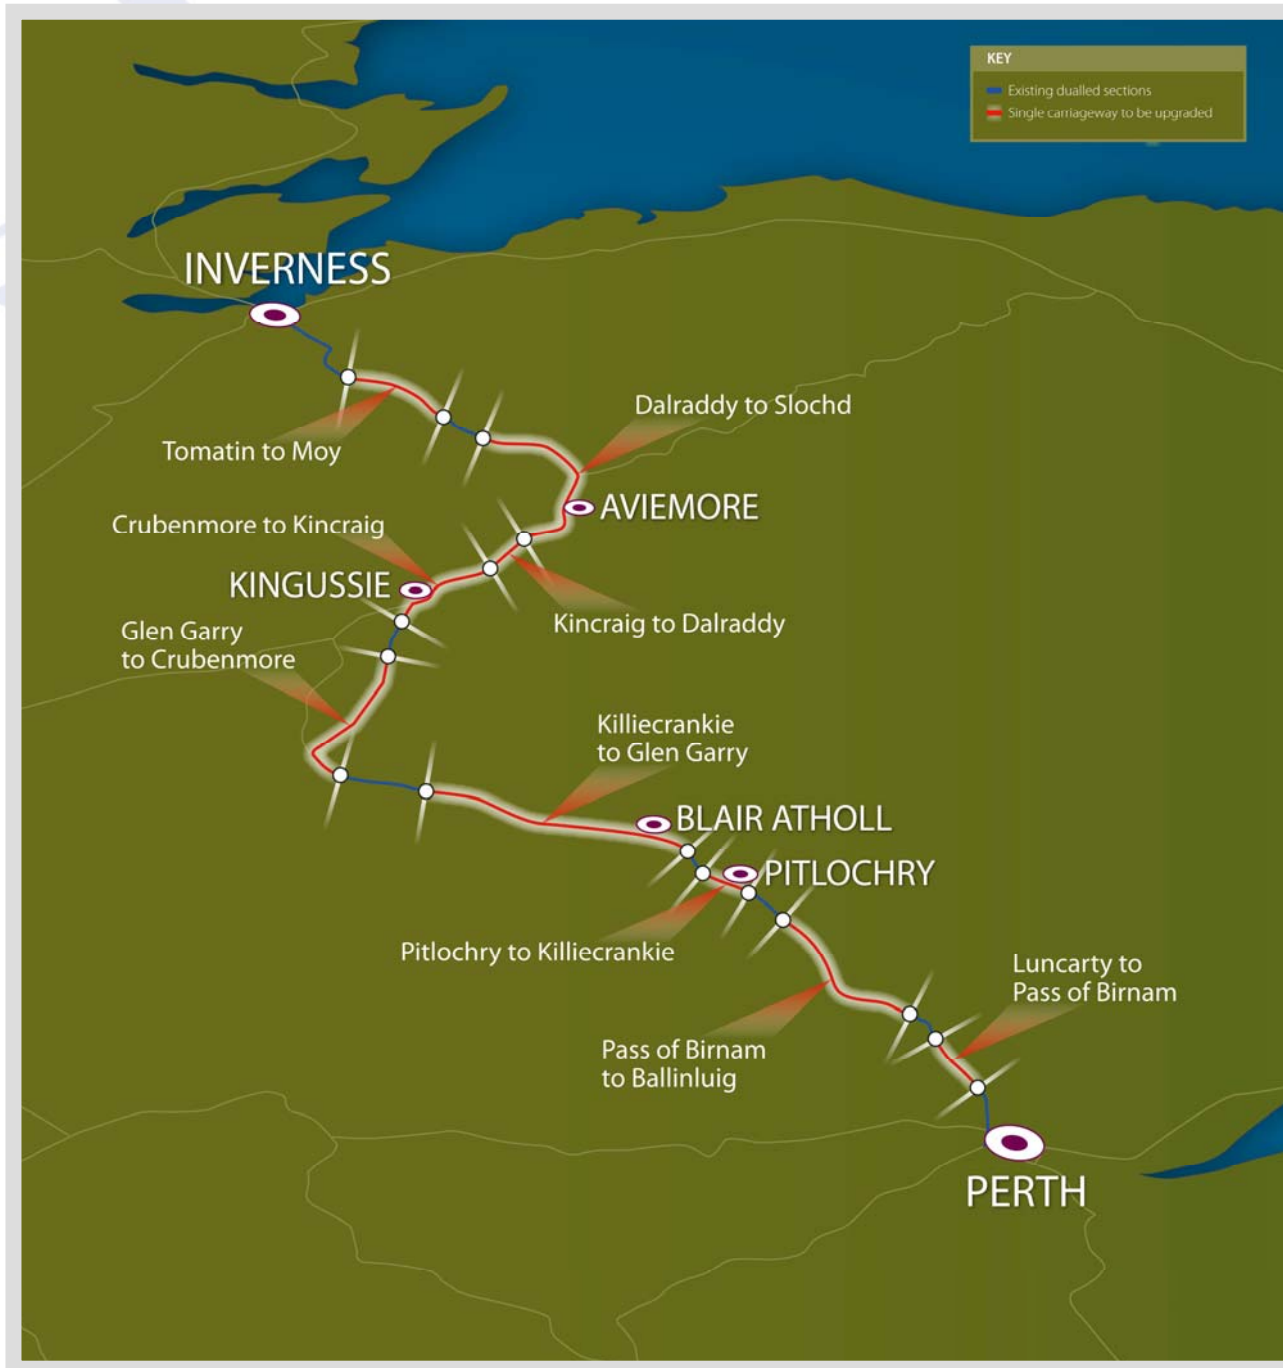 KEY
Existing dualled sections
Single carriageway to be upgraded
INVERNESS
Dalraddy to Slochd
Tomatin to Moy
AVIEMORE
Crubenmore to Kincraig
KINGUSSIE
Kincraig to Dalraddy
Glen Garry
to Crubenmore
Killiecrankie
to Glen Garry
BLAIR ATHOLL
PITLOCHRY
Pitlochry to Killiecrankie
Luncarty to
Pass of Birnam
Pass of Birnam
to Ballinluig
PERTH